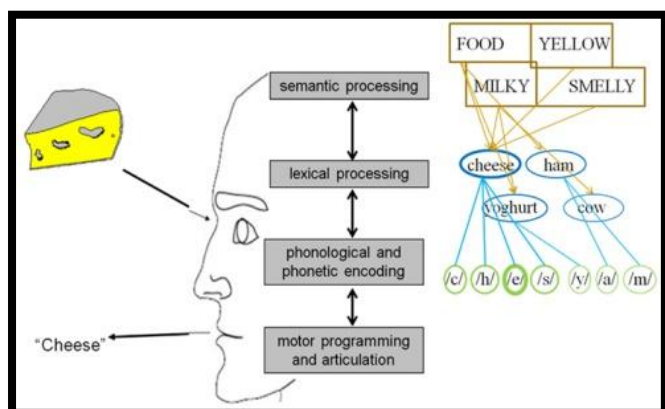 semantic processing
lexical processing
phonological and
phonetic encoding
motor programming
and articulation
"Cheese"
FOOD YELLOW
MILKY SMELLY
cheese ham
yoghurt cow
/c/ /h/ /e/ /s/ /y/ /a/ /m/